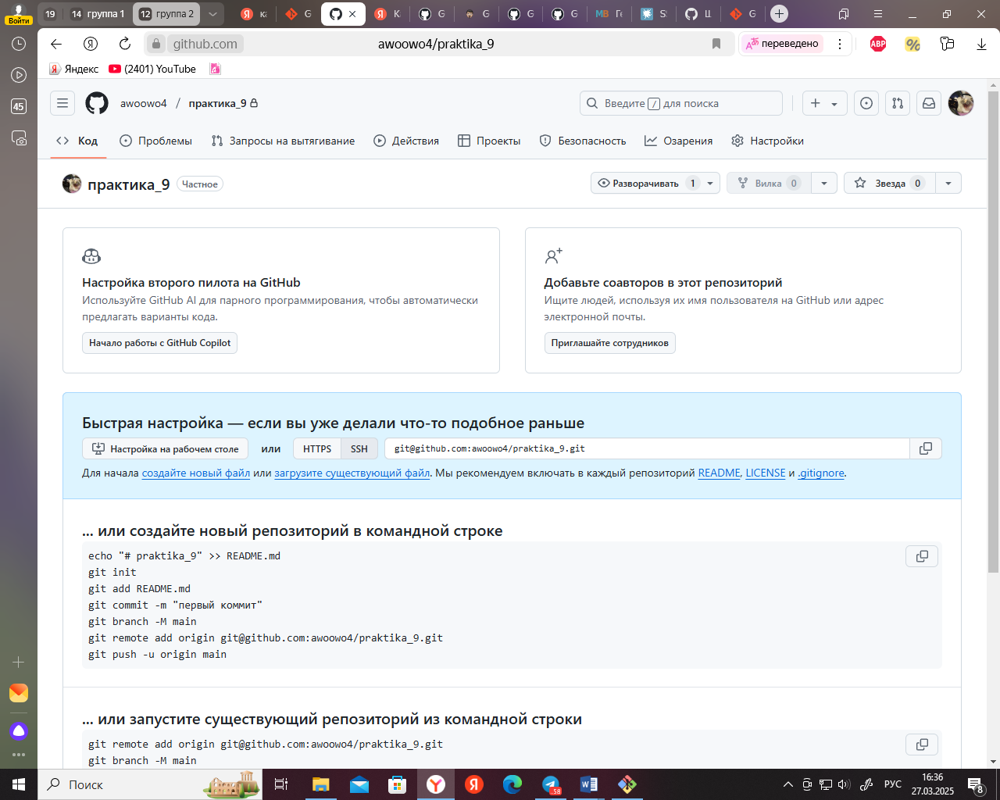 Войти
19
14 группа 1
12 группа 2
ка
G
К
G
G
G
G
MB Ге
S
Ц
G
github.com
awoowo4/praktika_9
переведено
ABP
Яндекс
(2401) YouTube
45
awoowo4 / практика_9
Введите / для поиска
Код
Проблемы
Запросы на вытягивание
Действия
Проекты
Безопасность
Озарения
Настройки
практика_9
Частное
Разворачивать 1
Вилка 0
Звезда 0
Настройка второго пилота на GitHub
Используйте GitHub AI для парного программирования, чтобы автоматически
предлагать варианты кода.
Начало работы с GitHub Copilot
Добавьте соавторов в этот репозиторий
Ищите людей, используя их имя пользователя на GitHub или адрес
электронной почты.
Приглашайте сотрудников
Быстрая настройка — если вы уже делали что-то подобное раньше
Настройка на рабочем столе
или
HTTPS
SSH
git@github.com:awoowo4/praktika_9.git
Для начала создайте новый файл или загрузите существующий файл. Мы рекомендуем включать в каждый репозиторий README, LICENSE и .gitignore.
... или создайте новый репозиторий в командной строке
echo "# praktika_9" >> README.md
git init
git add README.md
git commit -m "первый коммит"
git branch -M main
git remote add origin git@github.com:awoowo4/praktika_9.git
git push -u origin main
... или запустите существующий репозиторий из командной строки
git remote add origin git@github.com:awoowo4/praktika_9.git
git branch -M main
Поиск
РУС
16:36
27.03.2025
8